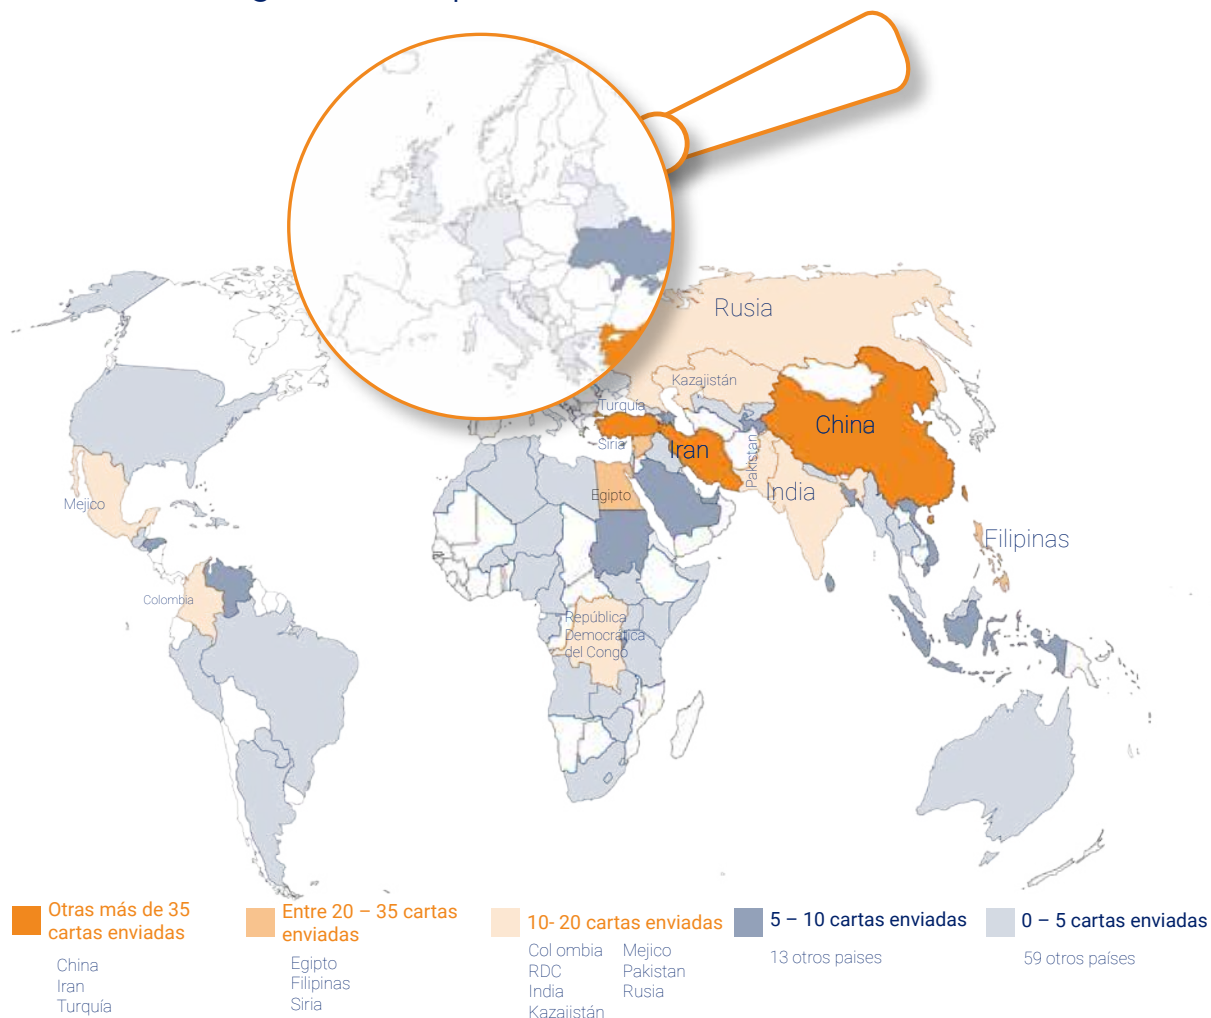 Rusia
Kazajistán
Turquía
China
Siria
Iran
Pakistan
India
Egipto
Mejico
Filipinas
Colombia
República
Democratica
del Congo
Otras más de 35
cartas enviadas
China
Iran
Turquía
Entre 20 – 35 cartas
enviadas
Egipto
Filipinas
Siria
10- 20 cartas enviadas
Col ombia
RDC
India
Kazajistán
Mejico
Pakistan
Rusia
5 – 10 cartas enviadas
13 otros paises
0 – 5 cartas enviadas
59 otros países